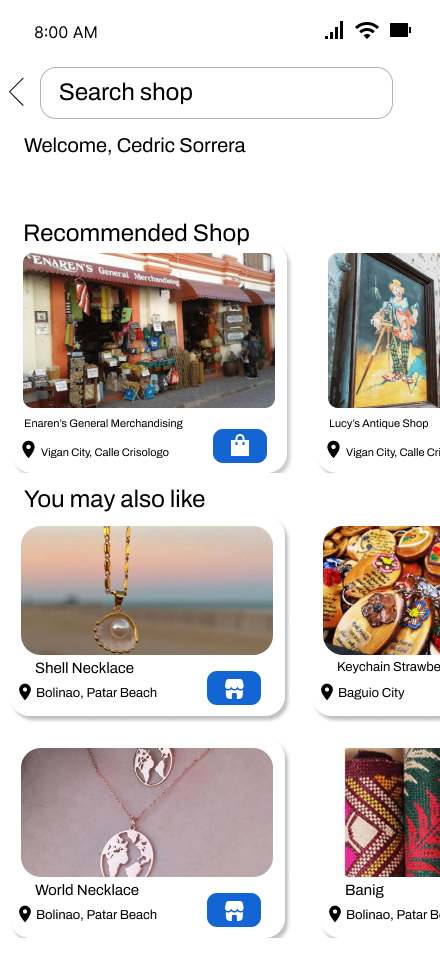 8:00 AM
Search shop
Welcome, Cedric Sorrera
Recommended Shop
ENAREN'S General Merchandising
Enaren's General Merchandising
Vigan City, Calle Crisologo
Lucy's Antique Shop
Vigan City, Calle Cri
You may also like
Shell Necklace
Bolinao, Patar Beach
Keychain Strawbe
Baguio City
World Necklace
Bolinao, Patar Beach
Banig
Bolinao, Patar B